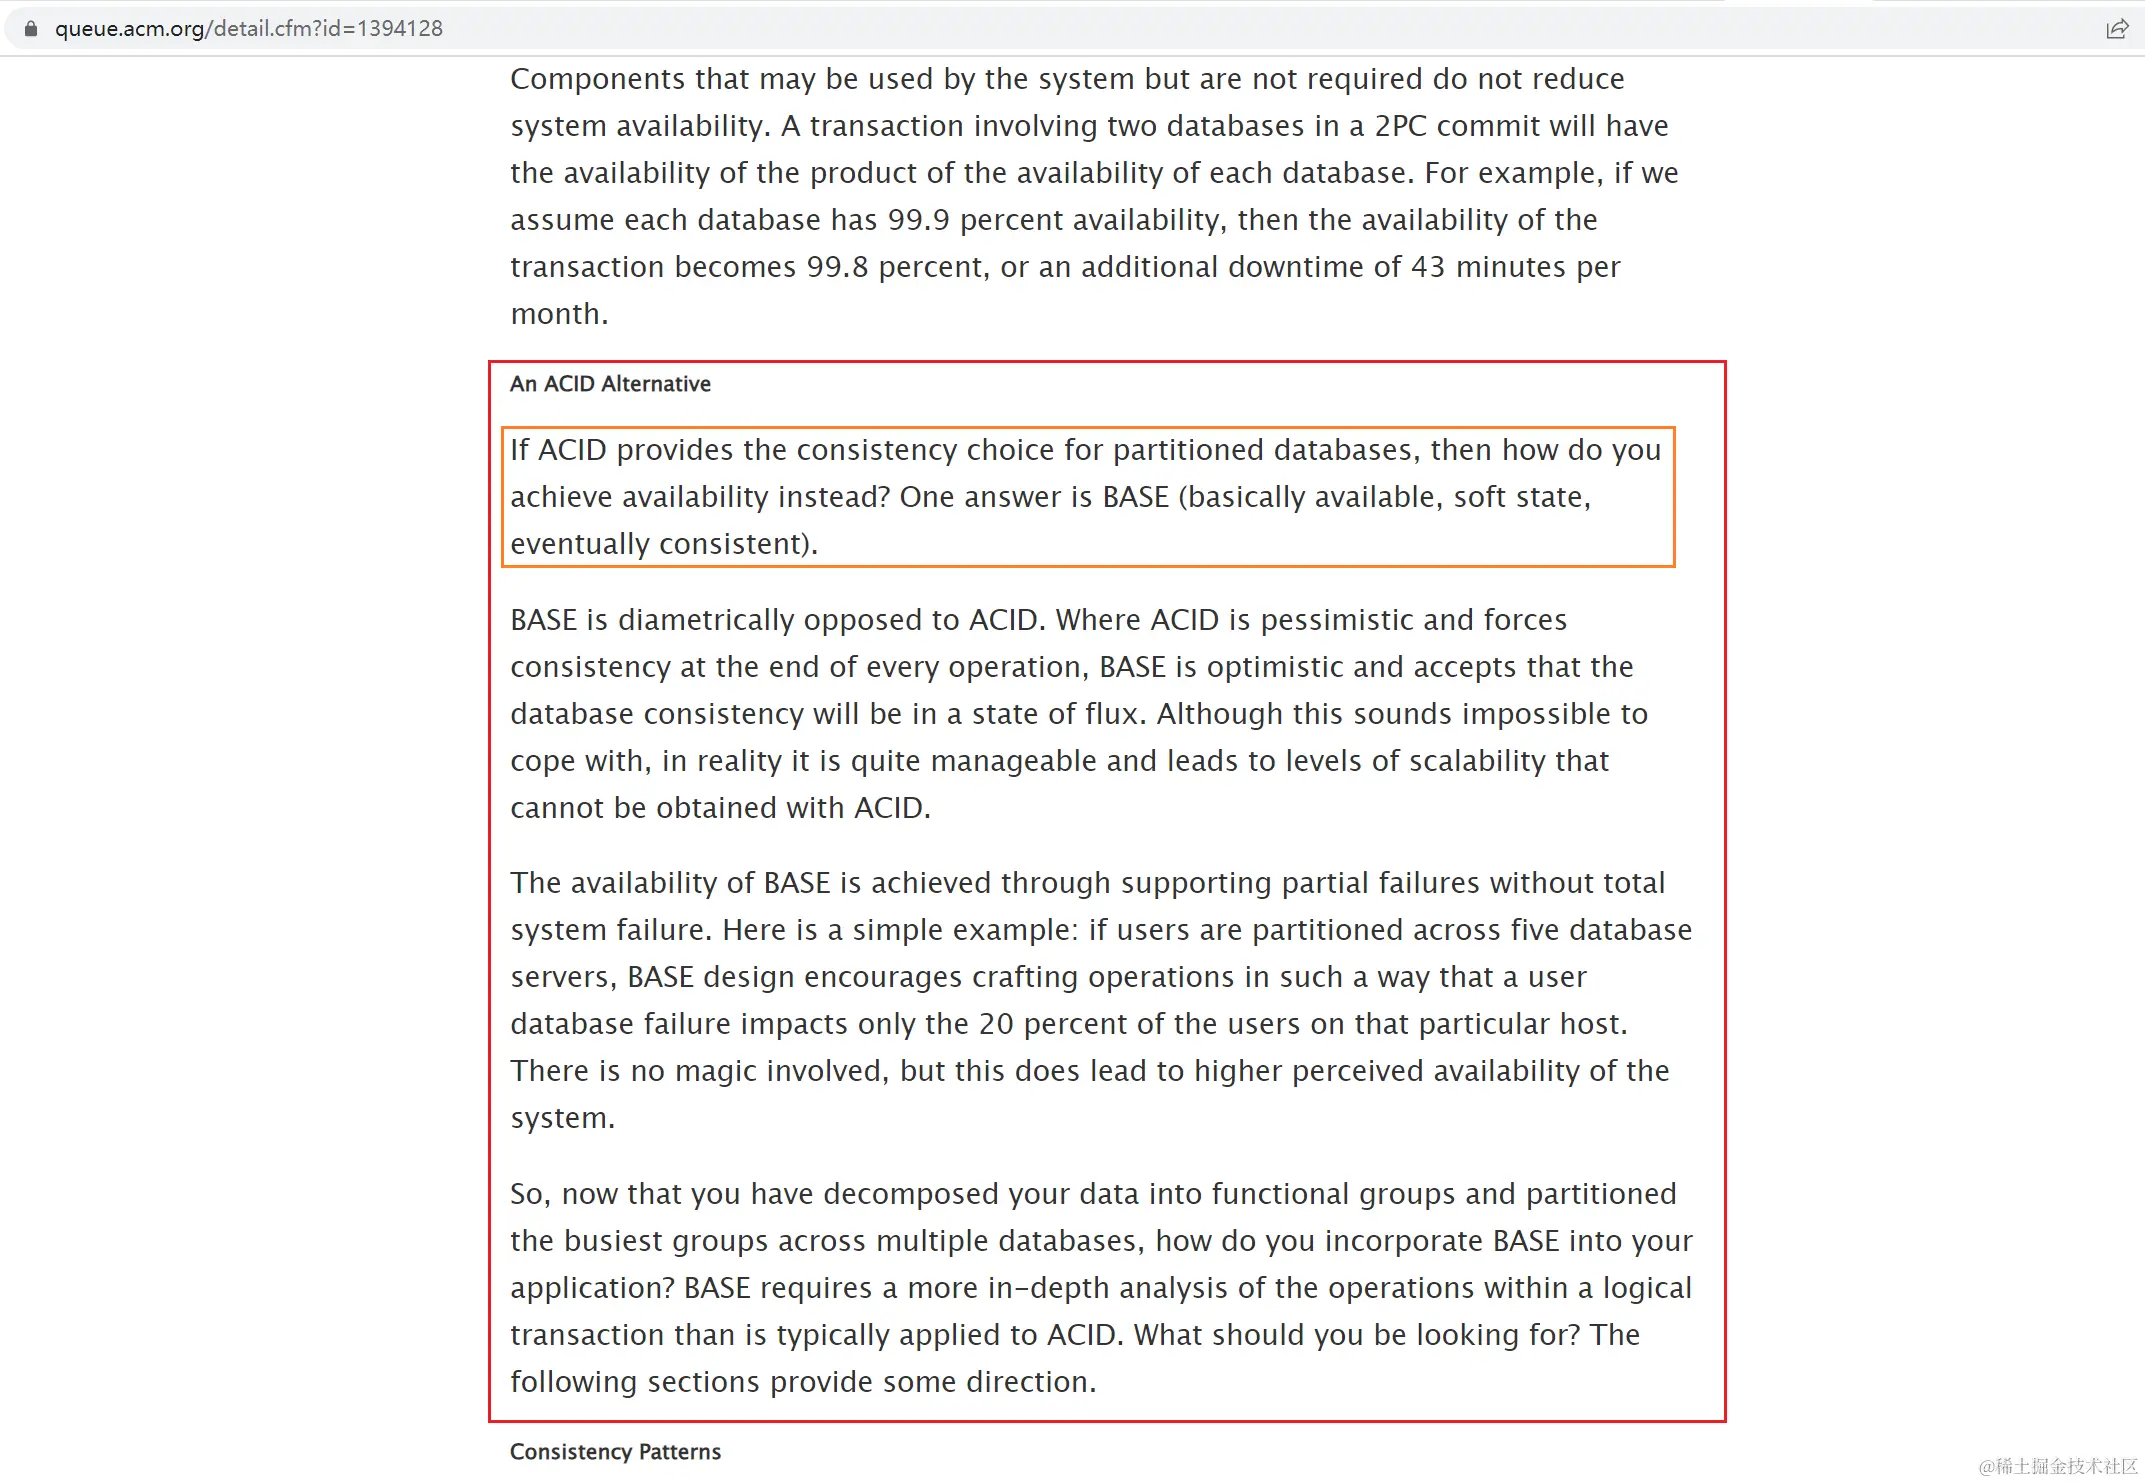 queue.acm.org/detail.cfm?id=1394128
Components that may be used by the system but are not required do not reduce
system availability. A transaction involving two databases in a 2PC commit will have
the availability of the product of the availability of each database. For example, if we
assume each database has 99.9 percent availability, then the availability of the
transaction becomes 99.8 percent, or an additional downtime of 43 minutes per
month.
An ACID Alternative
If ACID provides the consistency choice for partitioned databases, then how do you
achieve availability instead? One answer is BASE (basically available, soft state,
eventually consistent).
BASE is diametrically opposed to ACID. Where ACID is pessimistic and forces
consistency at the end of every operation, BASE is optimistic and accepts that the
database consistency will be in a state of flux. Although this sounds impossible to
cope with, in reality it is quite manageable and leads to levels of scalability that
cannot be obtained with ACID.
The availability of BASE is achieved through supporting partial failures without total
system failure. Here is a simple example: if users are partitioned across five database
servers, BASE design encourages crafting operations in such a way that a user
database failure impacts only the 20 percent of the users on that particular host.
There is no magic involved, but this does lead to higher perceived availability of the
system.
So, now that you have decomposed your data into functional groups and partitioned
the busiest groups across multiple databases, how do you incorporate BASE into your
application? BASE requires a more in-depth analysis of the operations within a logical
transaction than is typically applied to ACID. What should you be looking for? The
following sections provide some direction.
Consistency Patterns
@稀土掘金技术社区